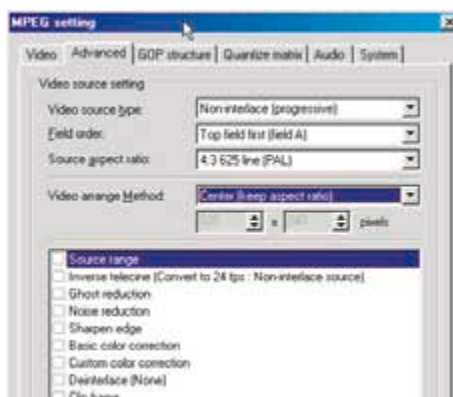 MPEG setting
Video Advanced GOP structure Quantize matrix Audio System
Video source setting
Video source type: Non-interlace (progressive)
Field order: Top field first (field A)
Source aspect ratio: 4:3 625 line (PAL)
Video arrange Method: Center (keep aspect ratio)
x pixels
Source range
Inverse telecine (Convert to 24 fps : Non-interlace source)
Ghost reduction
Noise reduction
Sharpen edge
Basic color correction
Custom color correction
Deinterlace (None)
Clip frame